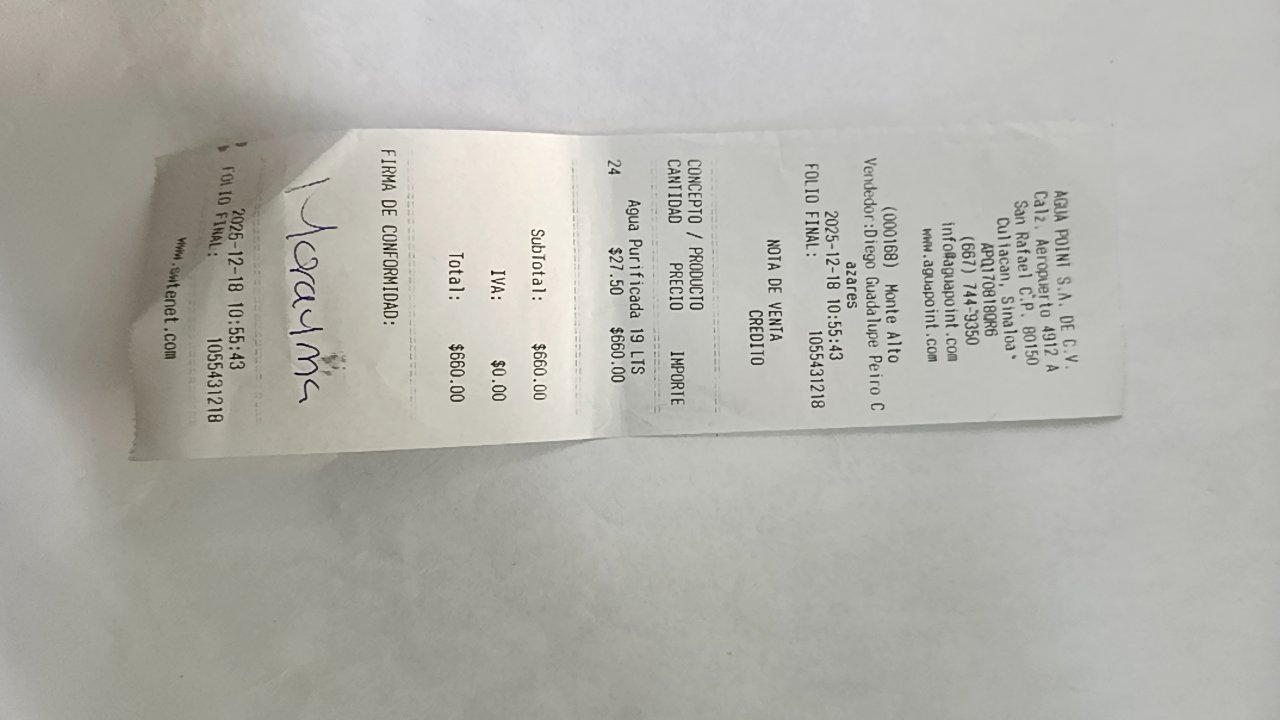 AGUA POINT S.A. DE C.V.
Calz. Aeropuerto 4912 A
San Rafael C.P. 80150
Culiacan, Sinaloa.
APO170818QR6
(667) 744-9350
info@aguapoint.com
www.aguapoint.com
(000168) Monte Alto
Vendedor:Diego Guadalupe Peiro C
azares
2025-12-18 10:55:43
FOLIO FINAL: 1055431218
NOTA DE VENTA
CREDITO
CONCEPTO / PRODUCTO
CANTIDAD PRECIO IMPORTE
Agua Purificada 19 LTS
24 $27.50 $660.00
SubTotal: $660.00
IVA: $0.00
Total: $660.00
FIRMA DE CONFORMIDAD:
Morayma
2025-12-18 10:55:43
FOLIO FINAL: 1055431218
www.swtenet.com